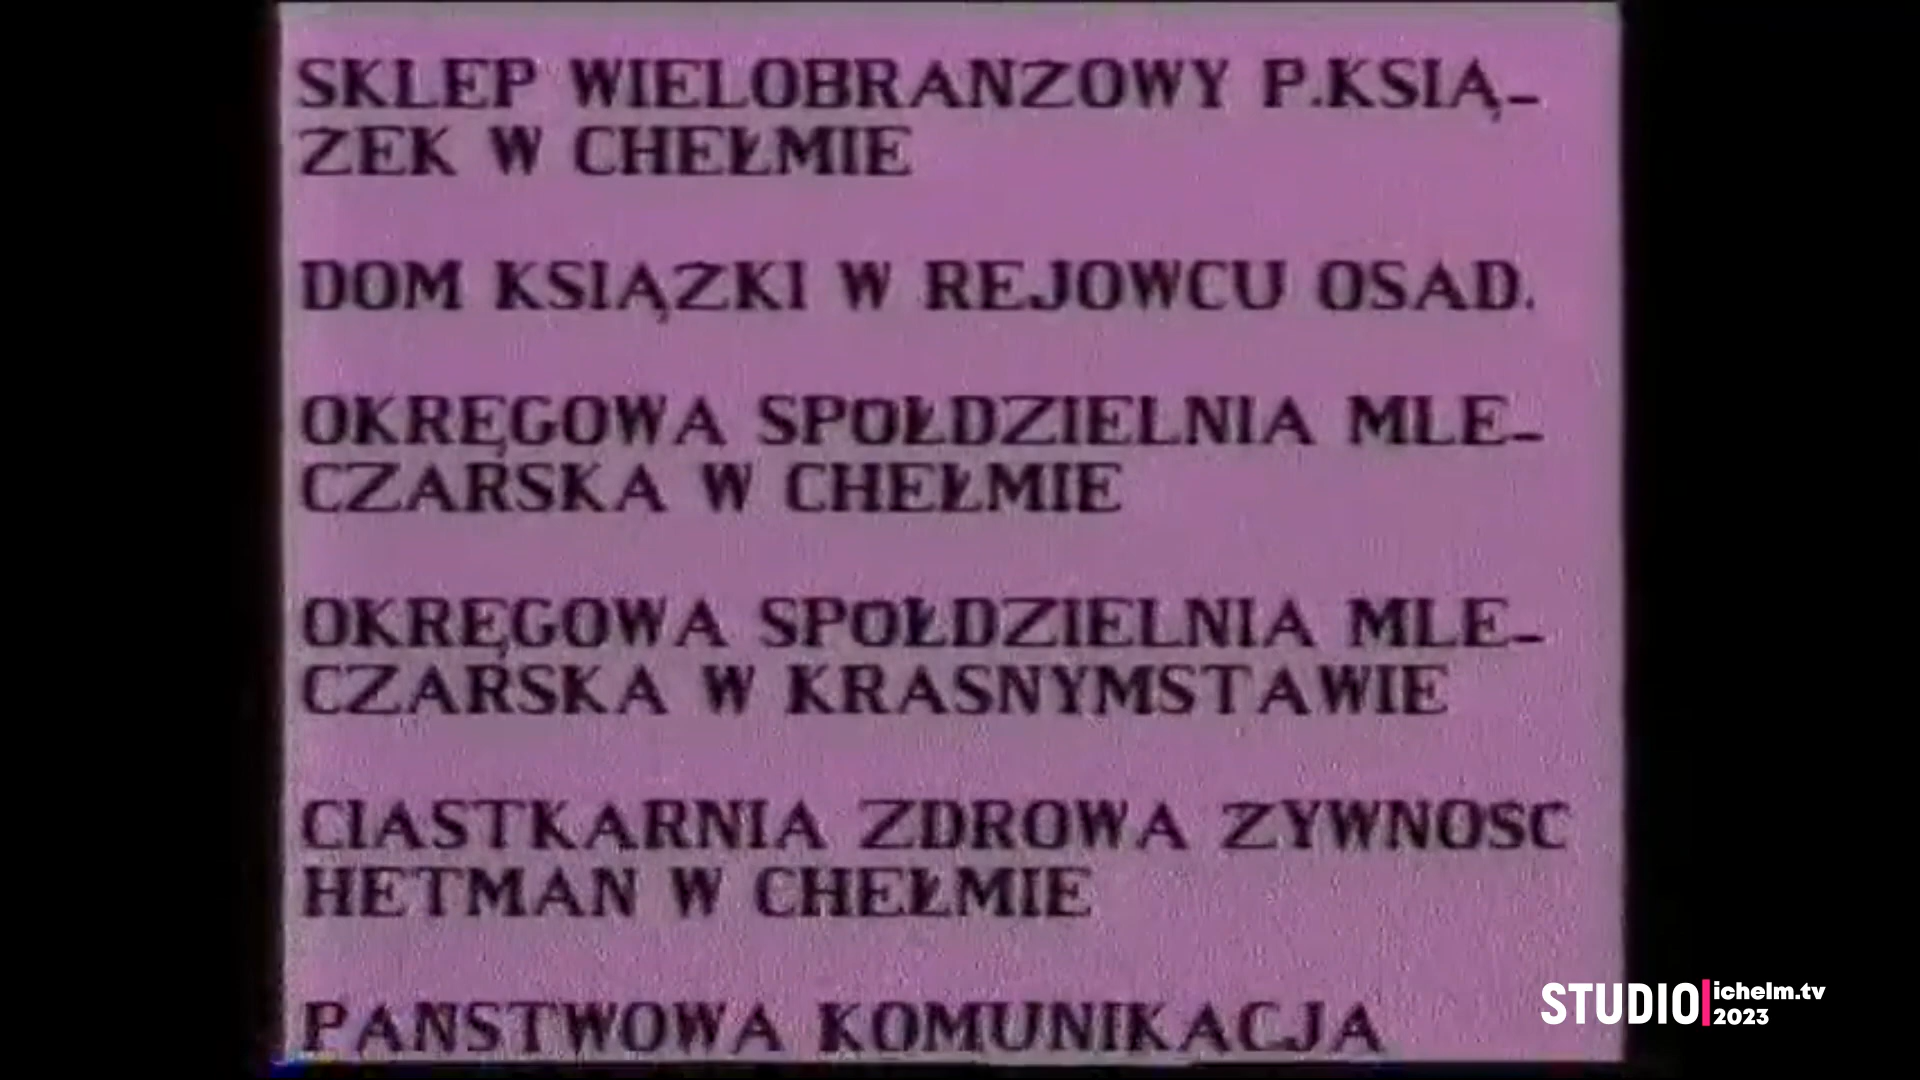 SKLEP WIELOBRANZOWY P.KSIĄ-
ZEK W CHEŁMIE
DOM KSIĄZKI W REJOWCU OSAD.
OKRĘGOWA SPOŁDZIELNIA MLE-
CZARSKA W CHEŁMIE
OKRĘGOWA SPOŁDZIELNIA MLE-
CZARSKA W KRASNYMSTAWIE
CIASTKARNIA ZDROWA ZYWNOSC
HETMAN W CHEŁMIE
PANSTWOWA KOMUNIKACJA
STUDIO ichelm.tv
2023